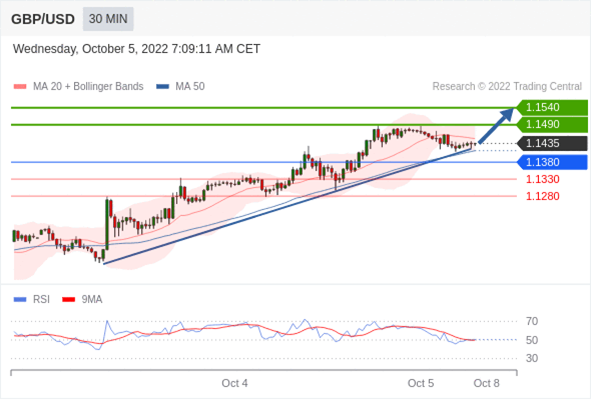 GBP/USD 30 MIN
Wednesday, October 5, 2022 7:09:11 AM CET
MA 20 + Bollinger Bands MA 50 Research © 2022 Trading Central
1.1540
1.1490
1.1435
1.1380
1.1330
1.1280
RSI 9MA
70
50
30
Oct 4 Oct 5 Oct 8